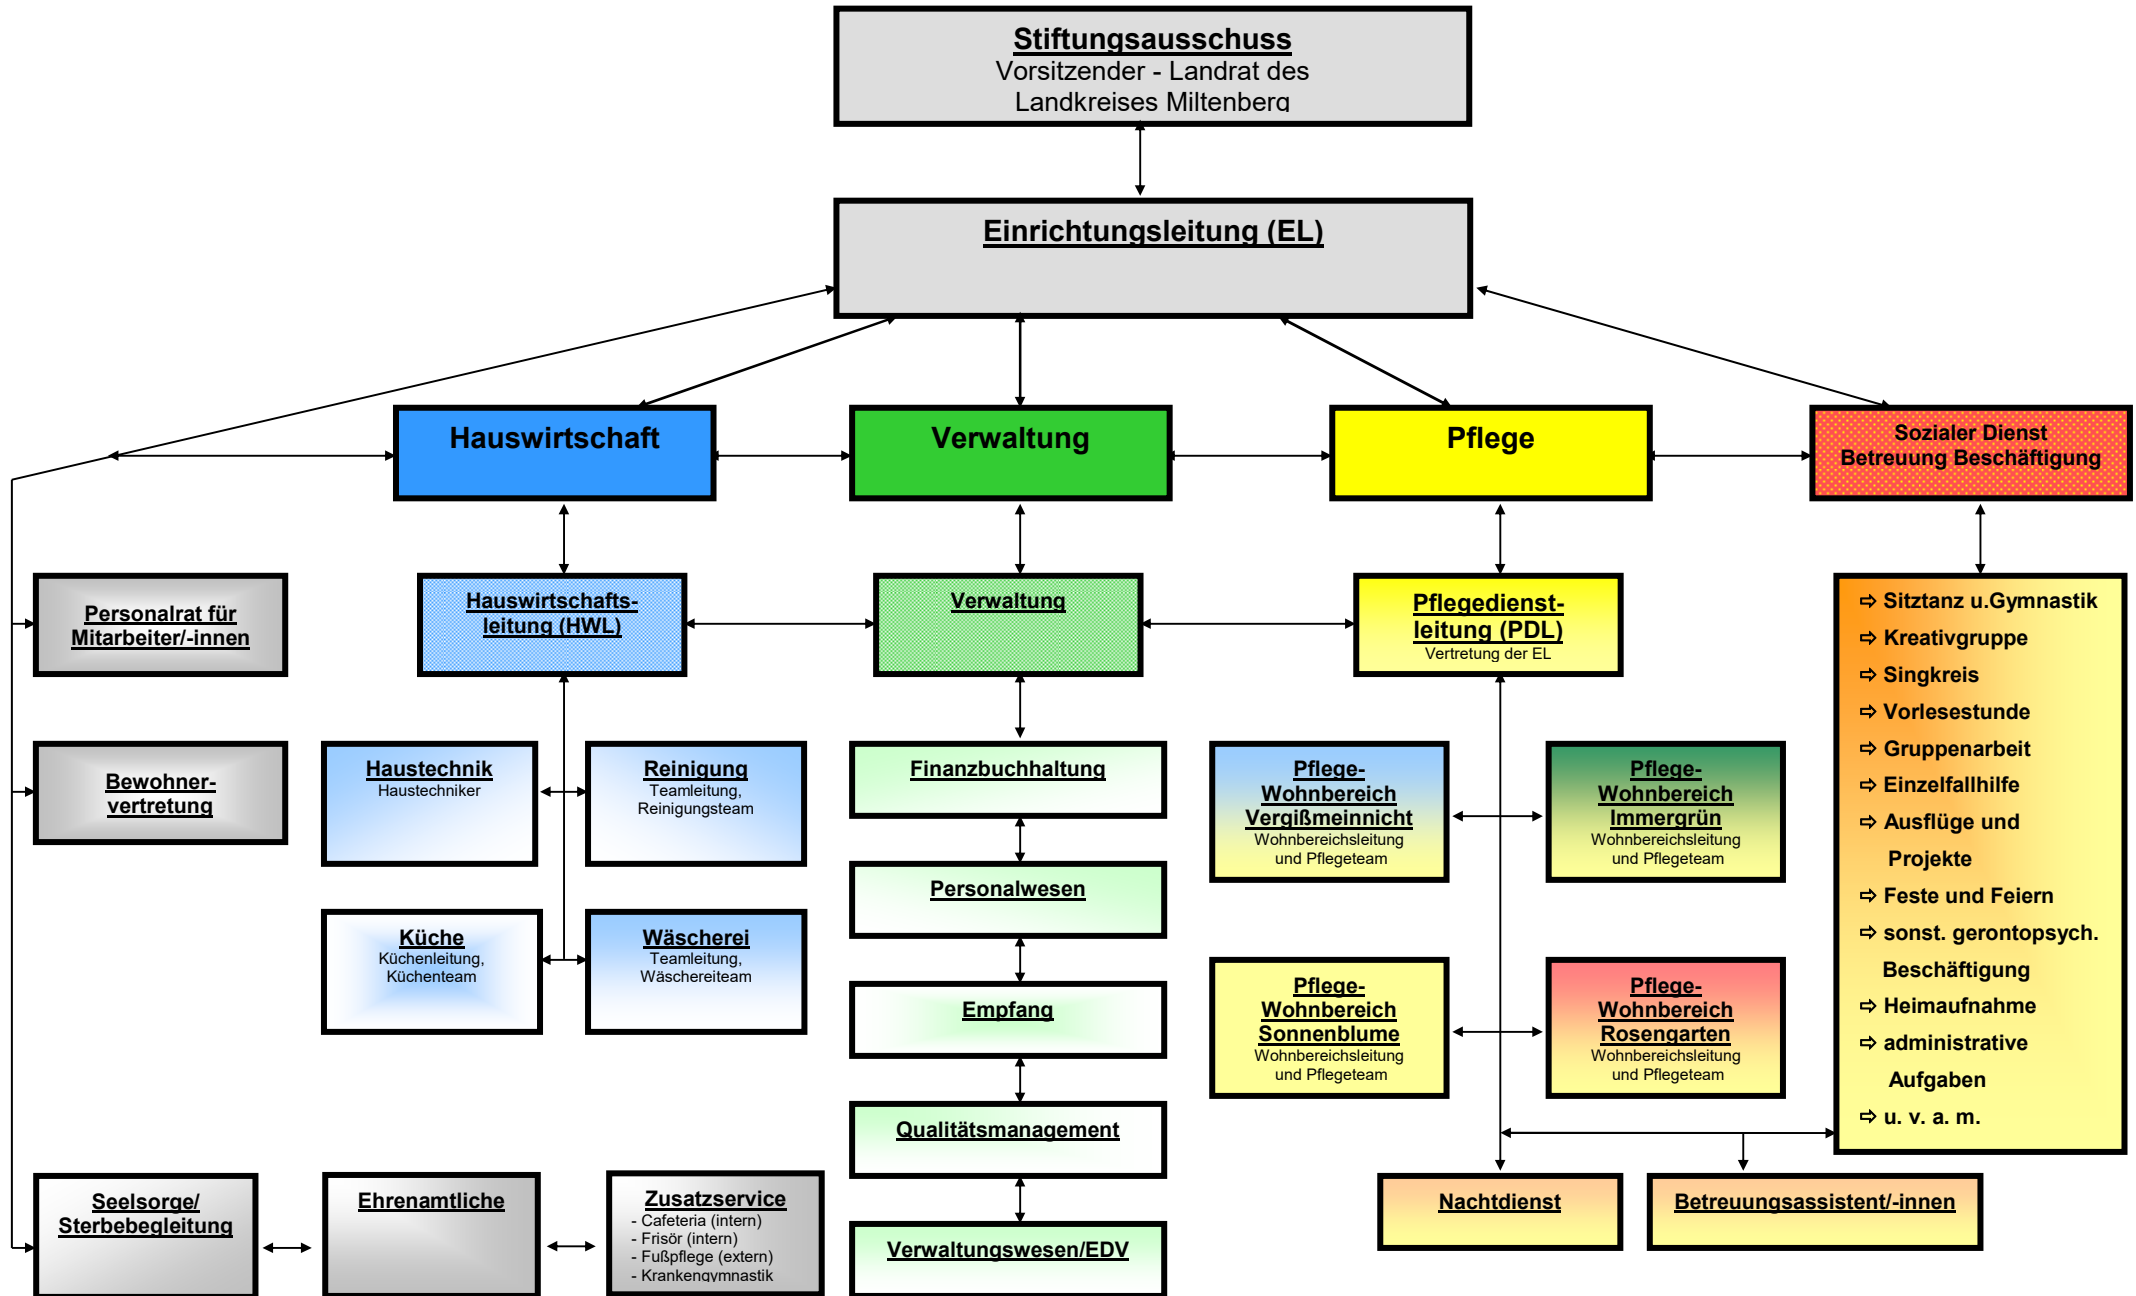 Stiftungsausschuss
Vorsitzender - Landrat des
Landkreises Miltenberg
Einrichtungsleitung (EL)
Hauswirtschaft
Verwaltung
Pflege
Sozialer Dienst
Betreuung Beschäftigung
Personalrat für
Mitarbeiter/-innen
Hauswirtschafts-
leitung (HWL)
Verwaltung
Pflegedienst-
leitung (PDL)
Vertretung der EL
⇨ Sitztanz u.Gymnastik
⇨ Kreativgruppe
⇨ Singkreis
⇨ Vorlesestunde
⇨ Gruppenarbeit
⇨ Einzelfallhilfe
⇨ Ausflüge und
Projekte
⇨ Feste und Feiern
⇨ sonst. gerontopsych.
Beschäftigung
⇨ Heimaufnahme
⇨ administrative
Aufgaben
⇨ u. v. a. m.
Bewohner-
vertretung
Haustechnik
Haustechniker
Reinigung
Teamleitung,
Reinigungsteam
Finanzbuchhaltung
Pflege-
Wohnbereich
Vergißmeinnicht
Wohnbereichsleitung
und Pflegeteam
Pflege-
Wohnbereich
Immergrün
Wohnbereichsleitung
und Pflegeteam
Personalwesen
Küche
Küchenleitung,
Küchenteam
Wäscherei
Teamleitung,
Wäschereiteam
Empfang
Pflege-
Wohnbereich
Sonnenblume
Wohnbereichsleitung
und Pflegeteam
Pflege-
Wohnbereich
Rosengarten
Wohnbereichsleitung
und Pflegeteam
Qualitätsmanagement
Seelsorge/
Sterbebegleitung
Ehrenamtliche
Zusatzservice
- Cafeteria (intern)
- Frisör (intern)
- Fußpflege (extern)
- Krankengymnastik
Verwaltungswesen/EDV
Nachtdienst
Betreuungsassistent/-innen